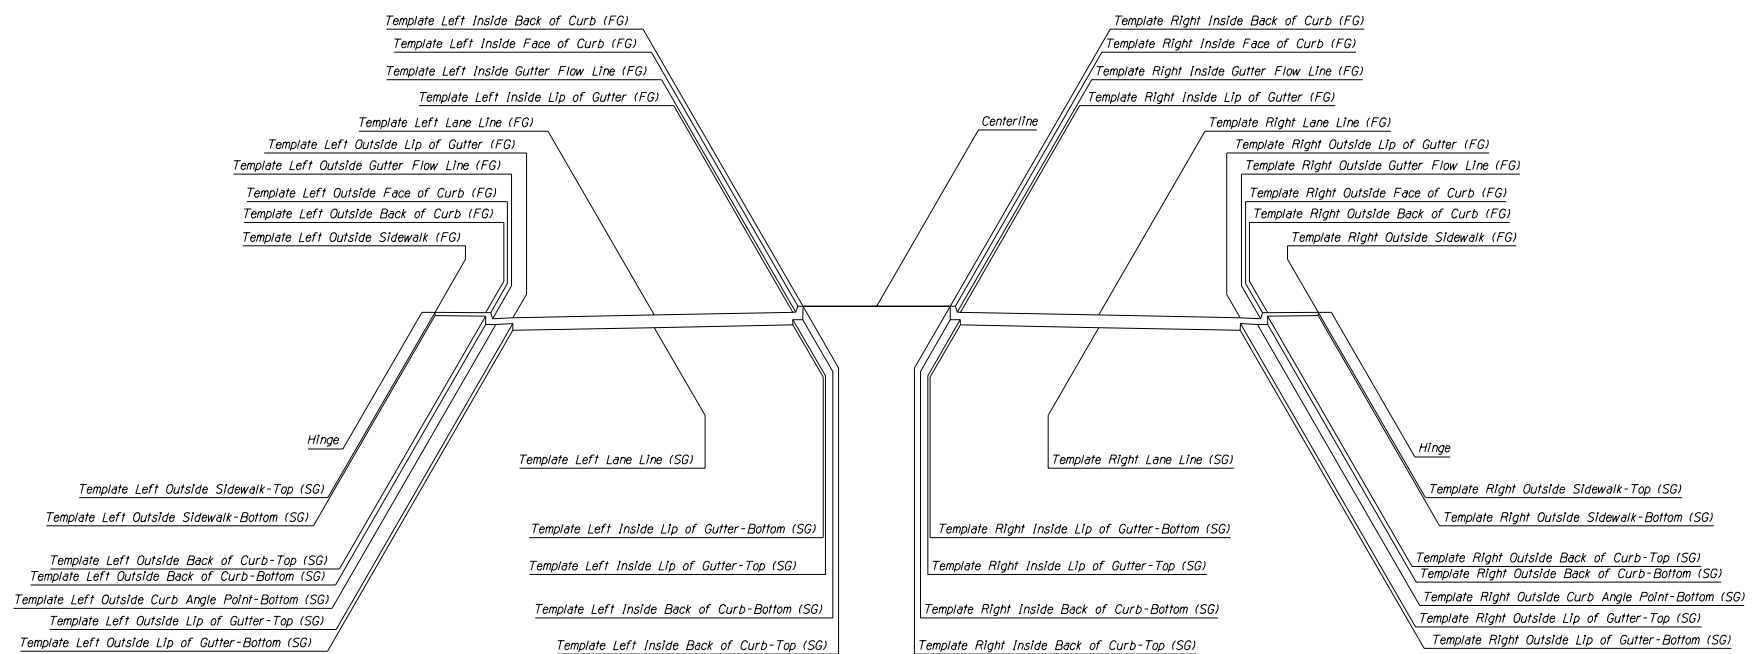 Template Left Inside Back of Curb (FG)
Template Left Inside Face of Curb (FG)
Template Left Inside Gutter Flow Line (FG)
Template Left Inside Lip of Gutter (FG)
Template Left Lane Line (FG)
Template Left Outside Lip of Gutter (FG)
Template Left Outside Gutter Flow Line (FG)
Template Left Outside Face of Curb (FG)
Template Left Outside Back of Curb (FG)
Template Left Outside Sidewalk (FG)
Centerline
Template Right Inside Back of Curb (FG)
Template Right Inside Face of Curb (FG)
Template Right Inside Gutter Flow Line (FG)
Template Right Inside Lip of Gutter (FG)
Template Right Lane Line (FG)
Template Right Outside Lip of Gutter (FG)
Template Right Outside Gutter Flow Line (FG)
Template Right Outside Face of Curb (FG)
Template Right Outside Back of Curb (FG)
Template Right Outside Sidewalk (FG)
Hinge
Template Left Outside Sidewalk-Top (SG)
Template Left Outside Sidewalk-Bottom (SG)
Template Left Outside Back of Curb-Top (SG)
Template Left Outside Back of Curb-Bottom (SG)
Template Left Outside Curb Angle Point-Bottom (SG)
Template Left Outside Lip of Gutter-Top (SG)
Template Left Outside Lip of Gutter-Bottom (SG)
Template Left Lane Line (SG)
Template Left Inside Lip of Gutter-Bottom (SG)
Template Left Inside Lip of Gutter-Top (SG)
Template Left Inside Back of Curb-Bottom (SG)
Template Left Inside Back of Curb-Top (SG)
Template Right Lane Line (SG)
Template Right Inside Lip of Gutter-Bottom (SG)
Template Right Inside Lip of Gutter-Top (SG)
Template Right Inside Back of Curb-Bottom (SG)
Template Right Inside Back of Curb-Top (SG)
Hinge
Template Right Outside Sidewalk-Top (SG)
Template Right Outside Sidewalk-Bottom (SG)
Template Right Outside Back of Curb-Top (SG)
Template Right Outside Back of Curb-Bottom (SG)
Template Right Outside Curb Angle Point-Bottom (SG)
Template Right Outside Lip of Gutter-Top (SG)
Template Right Outside Lip of Gutter-Bottom (SG)